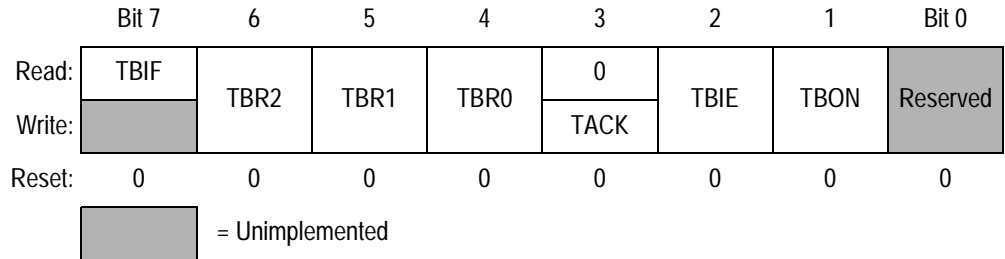 Bit 7 6 5 4 3 2 1 Bit 0
Read: TBIF TBR2 TBR1 TBR0 0 TBIE TBON Reserved
Write: TACK
Reset: 0 0 0 0 0 0 0 0
= Unimplemented